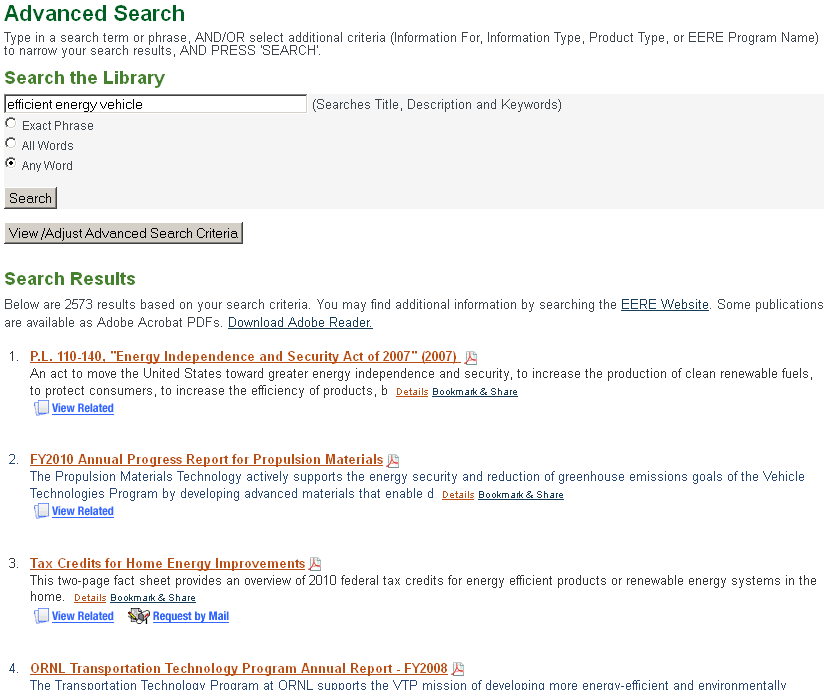 Advanced Search
Type in a search term or phrase, AND/OR select additional criteria (Information For, Information Type, Product Type, or EERE Program Name)
to narrow your search results, AND PRESS 'SEARCH'.
Search the Library
efficient energy vehicle (Searches Title, Description and Keywords)
Exact Phrase
All Words
Any Word
Search
View /Adjust Advanced Search Criteria
Search Results
Below are 2573 results based on your search criteria. You may find additional information by searching the EERE Website. Some publications
are available as Adobe Acrobat PDFs. Download Adobe Reader.
1. P.L. 110-140, "Energy Independence and Security Act of 2007" (2007)
An act to move the United States toward greater energy independence and security, to increase the production of clean renewable fuels,
to protect consumers, to increase the efficiency of products, b Details Bookmark & Share
View Related
2. FY2010 Annual Progress Report for Propulsion Materials
The Propulsion Materials Technology actively supports the energy security and reduction of greenhouse emissions goals of the Vehicle
Technologies Program by developing advanced materials that enable d Details Bookmark & Share
View Related
3. Tax Credits for Home Energy Improvements
This two-page fact sheet provides an overview of 2010 federal tax credits for energy efficient products or renewable energy systems in the
home. Details Bookmark & Share
View Related Request by Mail
4. ORNL Transportation Technology Program Annual Report - FY2008
The Transportation Technology Program at ORNL supports the VTP mission of developing more energy-efficient and environmentally